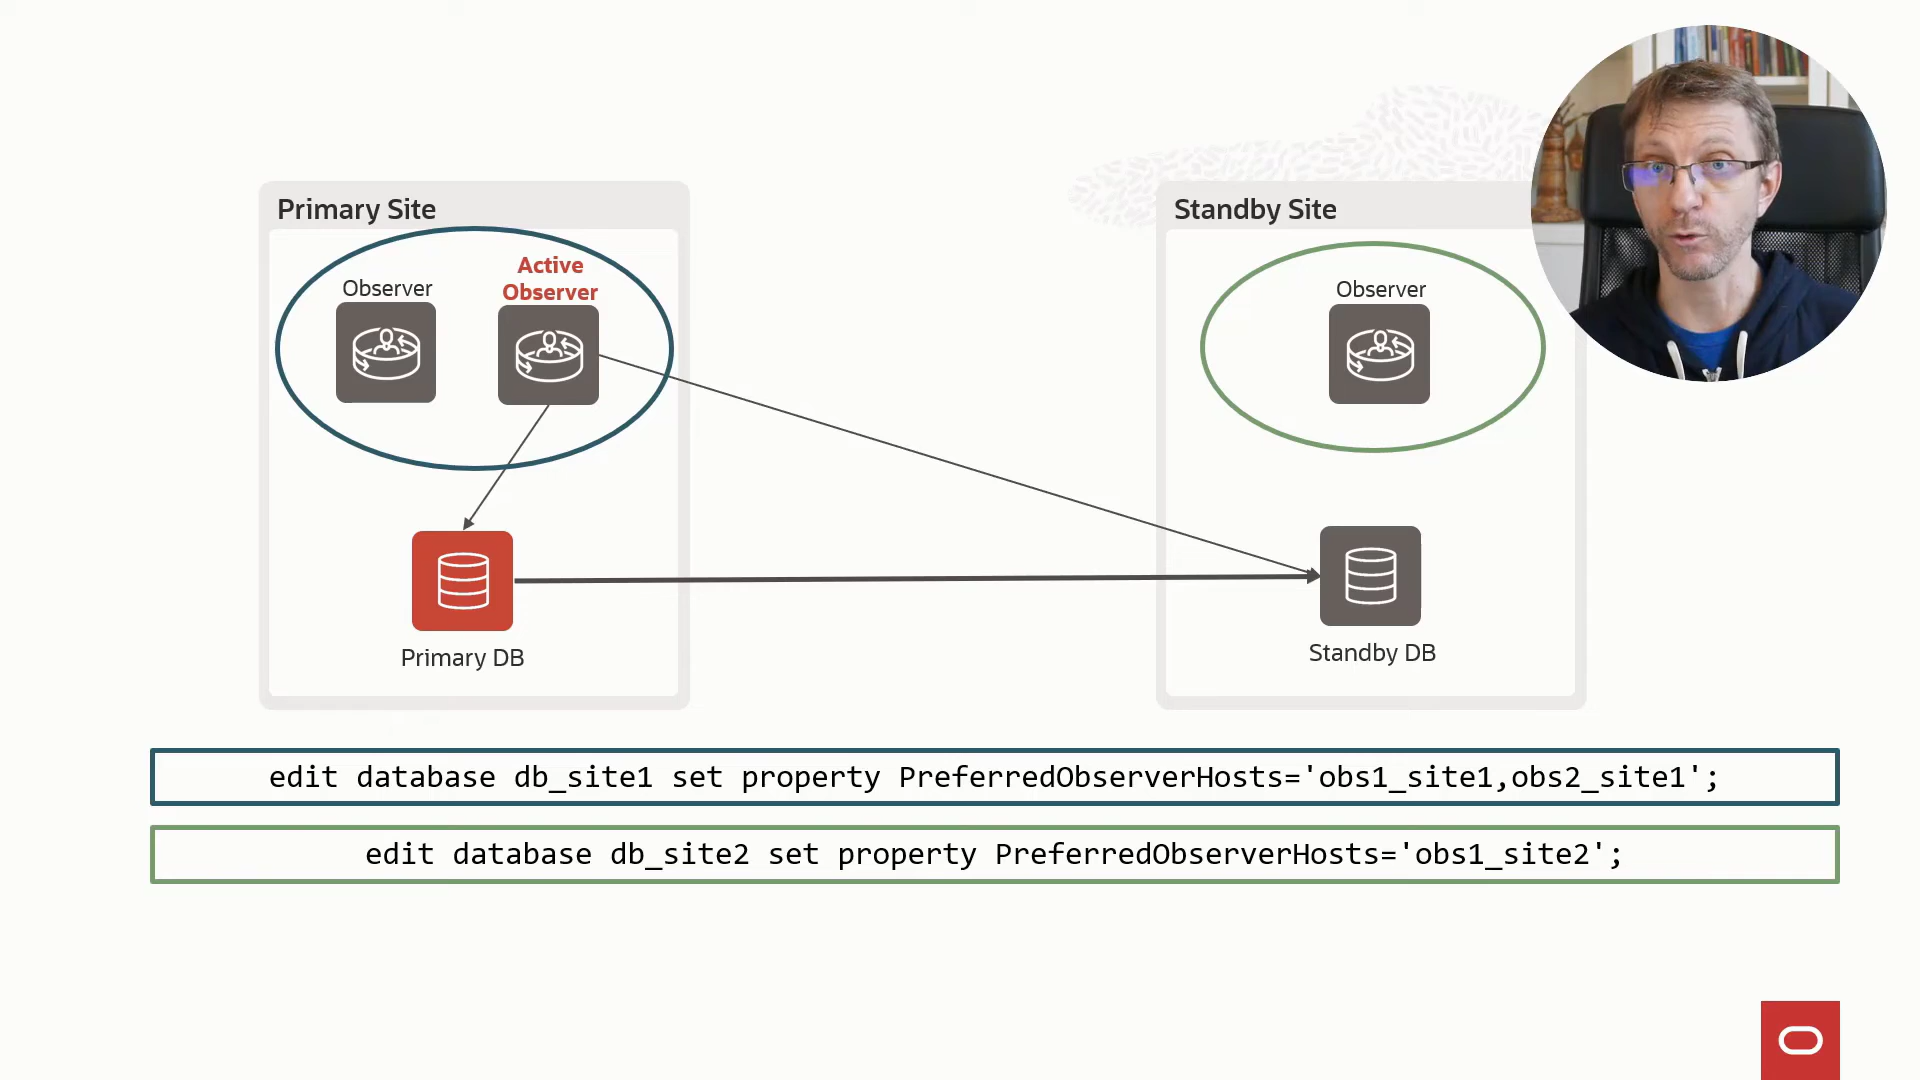 Primary Site
Observer
Active
Observer
Primary DB
Standby Site
Observer
Standby DB
edit database db_site1 set property PreferredObserverHosts='obs1_site1,obs2_site1';
edit database db_site2 set property PreferredObserverHosts='obs1_site2';